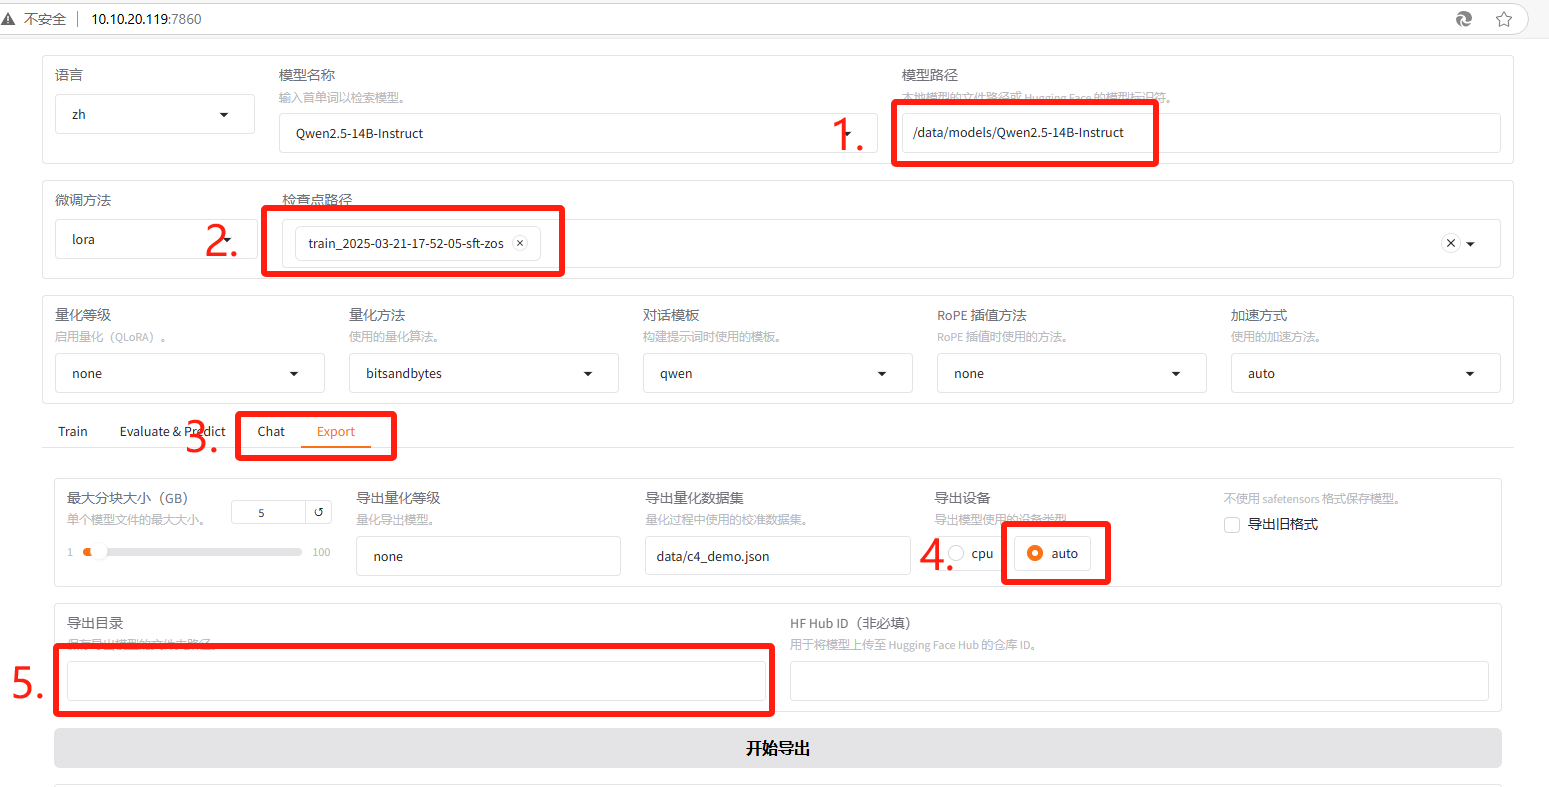 不安全 10.10.20.119:7860
语言
zh
模型名称
输入首单词以检索模型。
Qwen2.5-14B-Instruct
模型路径
本地模型的文件路径或 Hugging Face 的模型标识符。
1.
/data/models/Qwen2.5-14B-Instruct
微调方法
lora
2.
检查点路径
train_2025-03-21-17-52-05-sft-zos
量化等级
启用量化（QLoRA）。
none
量化方法
使用的量化算法。
bitsandbytes
对话模板
构建提示词时使用的模板。
qwen
RoPE 插值方法
RoPE 插值时使用的方法。
none
加速方式
使用的加速方法。
auto
Train Evaluate & Predict Chat Export
3.
最大分块大小（GB）
单个模型文件的最大大小。
5
1 100
导出量化等级
量化导出模型。
none
导出量化数据集
量化过程中使用的校准数据集。
data/c4_demo.json
导出设备
导出模型使用的设备类型。
4.
cpu auto
不使用 safetensors 格式保存模型。
导出旧格式
导出目录
保存导出模型的文件夹路径。
5.
HF Hub ID（非必填）
用于将模型上传至 Hugging Face Hub 的仓库 ID。
开始导出